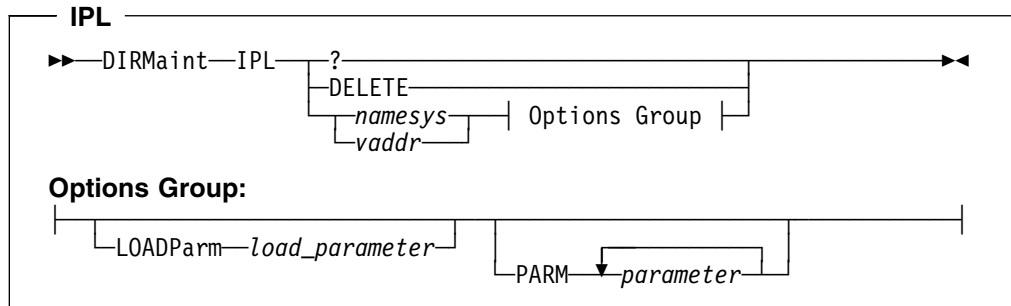 IPL
DIRMaint IPL ?
DELETE
namesys Options Group
vaddr
Options Group:
LOADParm load_parameter
PARM parameter